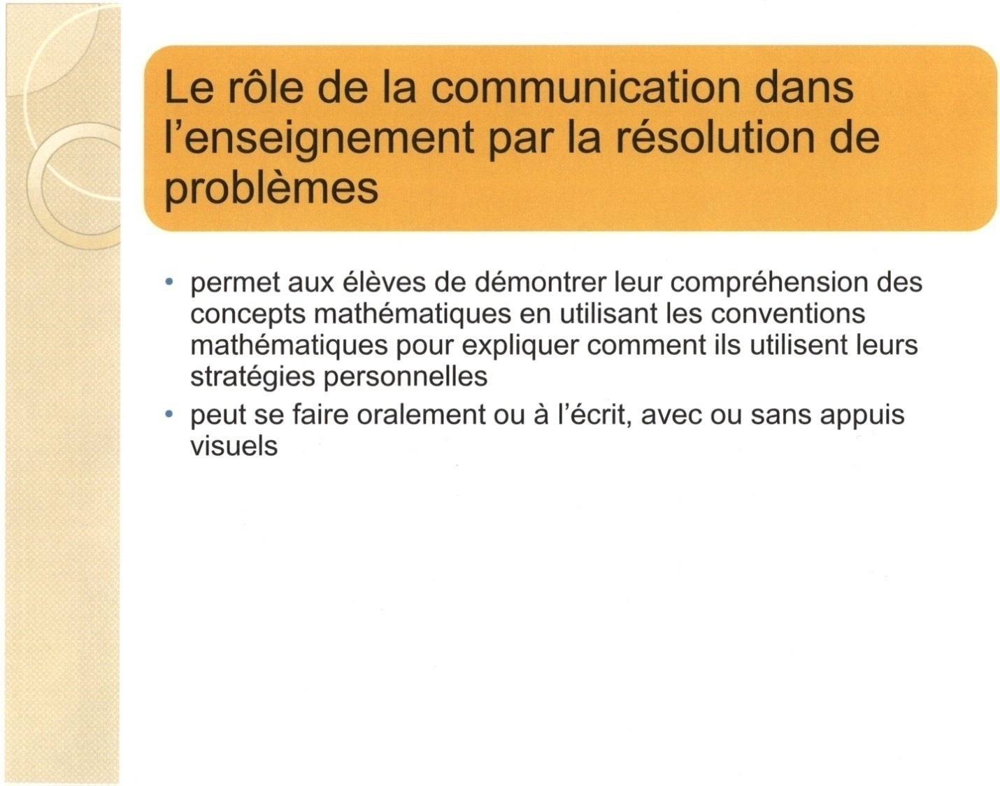 Le rôle de la communication dans
l’enseignement par la résolution de
problèmes
• permet aux élèves de démontrer leur compréhension des
concepts mathématiques en utilisant les conventions
mathématiques pour expliquer comment ils utilisent leurs
stratégies personnelles
• peut se faire oralement ou à l’écrit, avec ou sans appuis
visuels